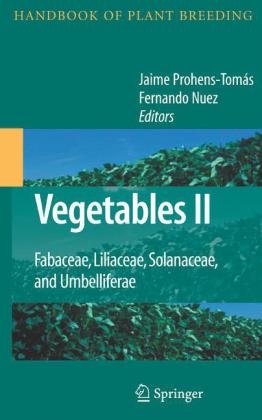 HANDBOOK OF PLANT BREEDING
Jaime Prohens-Tomás
Fernando Nuez
Editors
Vegetables II
Fabaceae, Liliaceae, Solanaceae,
and Umbelliferae
Springer